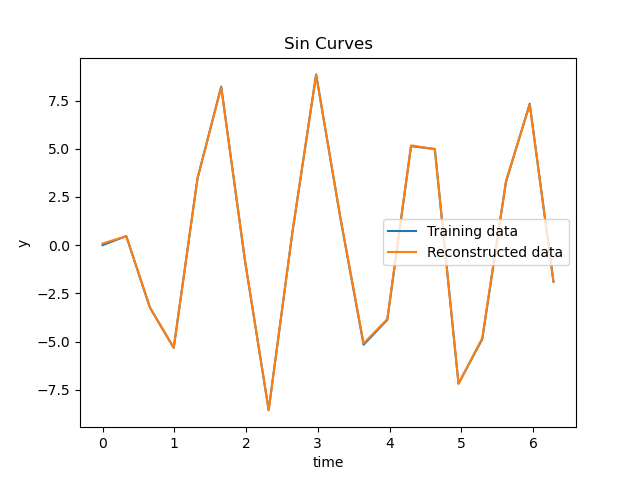 Sin Curves
y
7.5
5.0
2.5
0.0
−2.5
−5.0
−7.5
Training data
Reconstructed data
0 1 2 3 4 5 6
time